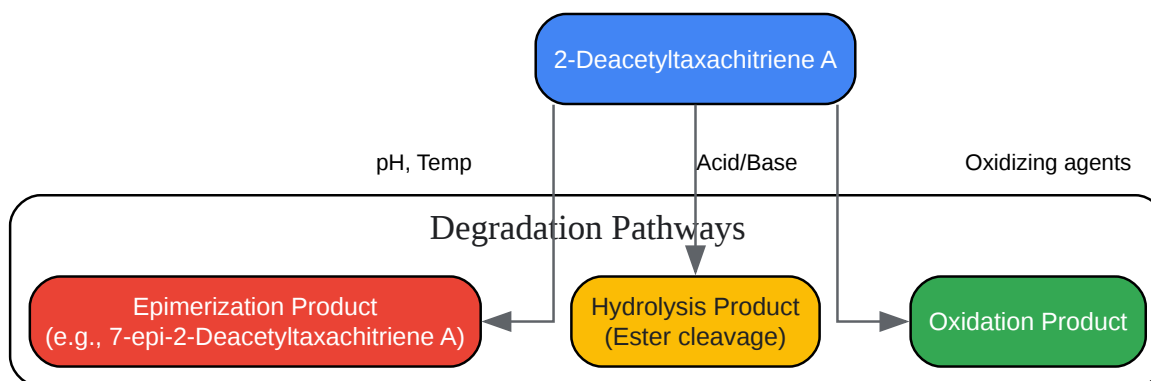 2-Deacetyltaxachitriene A
pH, Temp
Acid/Base
Oxidizing agents
Degradation Pathways
Epimerization Product
(e.g., 7-epi-2-Deacetyltaxachitriene A)
Hydrolysis Product
(Ester cleavage)
Oxidation Product